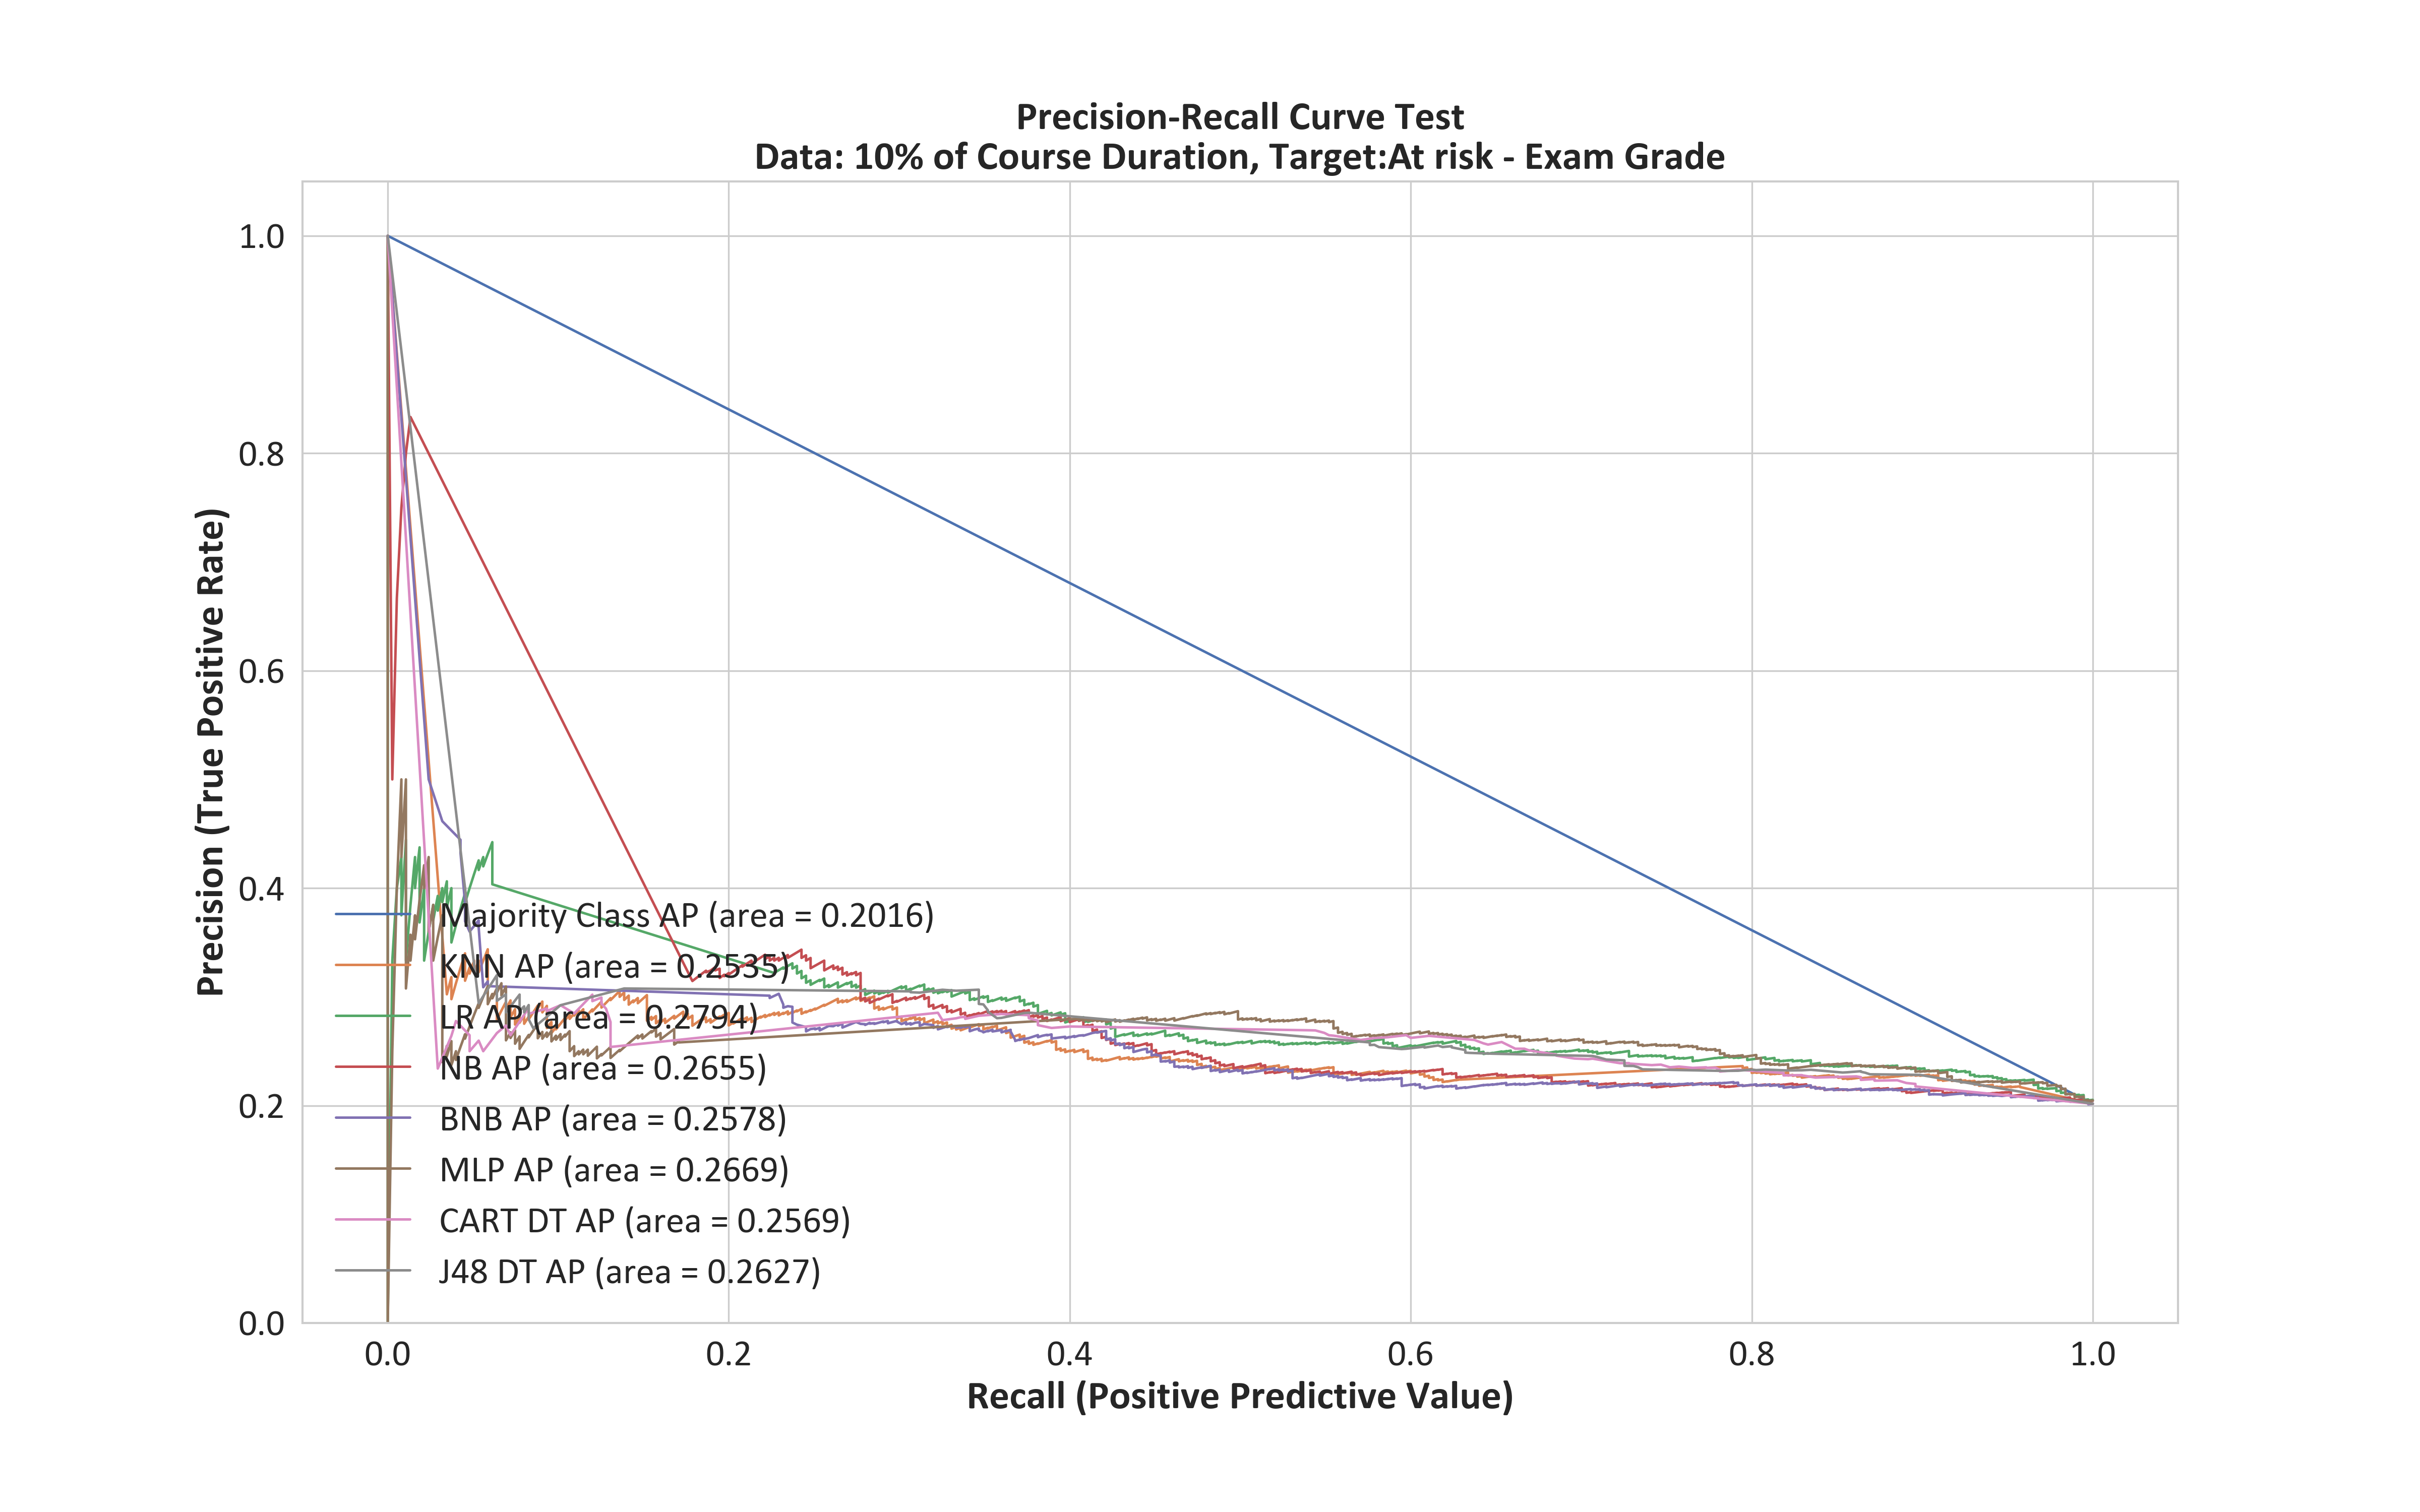 Precision-Recall Curve Test
Data: 10% of Course Duration, Target:At risk - Exam Grade
Precision (True Positive Rate)
1.0
0.8
0.6
0.4
0.2
0.0
Majority Class AP (area = 0.2016)
KNN AP (area = 0.2535)
LR AP (area = 0.2794)
NB AP (area = 0.2655)
BNB AP (area = 0.2578)
MLP AP (area = 0.2669)
CART DT AP (area = 0.2569)
J48 DT AP (area = 0.2627)
0.0 0.2 0.4 0.6 0.8 1.0
Recall (Positive Predictive Value)